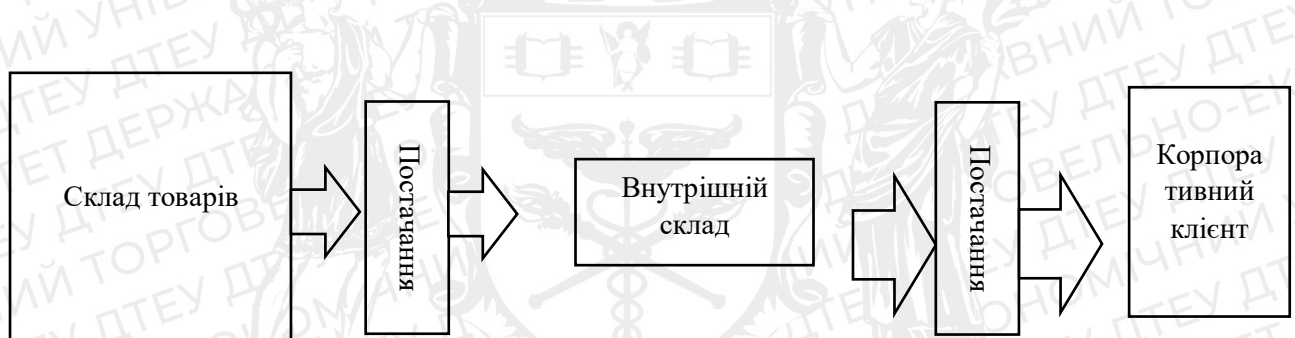 Склад товарів
Постачання
Внутрішній
склад
Постачання
Корпора
тивний
клієнт